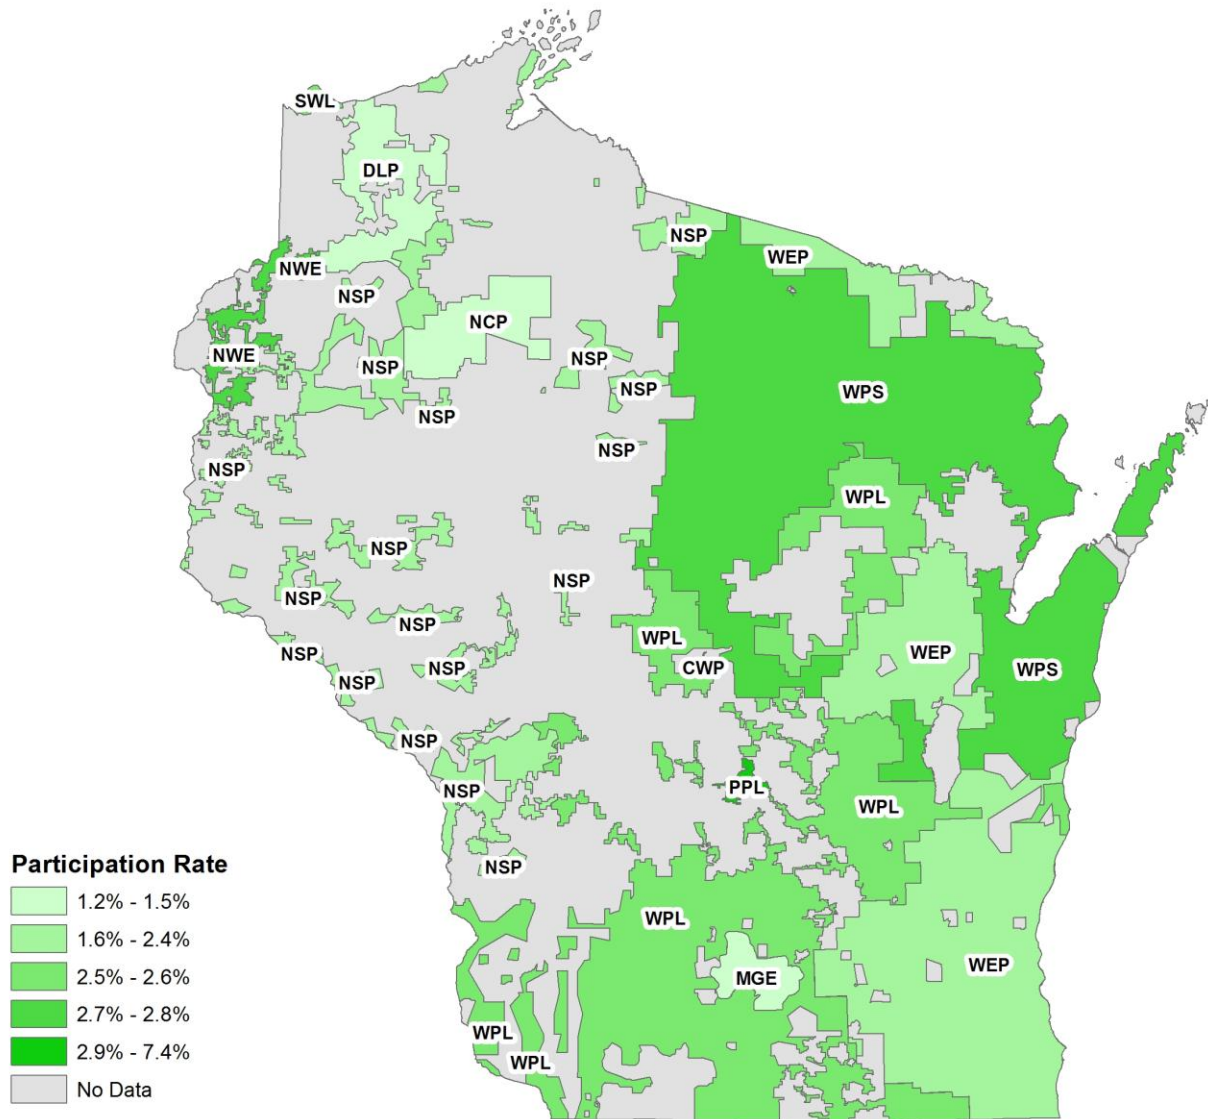 SWL
DLP
NSP
WEP
NWE
NSP
NCP
NWE
NSP
NSP
NSP
WPS
NSP
NSP
NSP
WPL
NSP
NSP
NSP
NSP
WPL
NSP
WEP
NSP
CWP
WPS
NSP
NSP
PPL
NSP
WPL
Participation Rate
NSP
1.2% - 1.5%
WPL
1.6% - 2.4%
WEP
2.5% - 2.6%
MGE
2.7% - 2.8%
WPL
2.9% - 7.4%
WPL
No Data